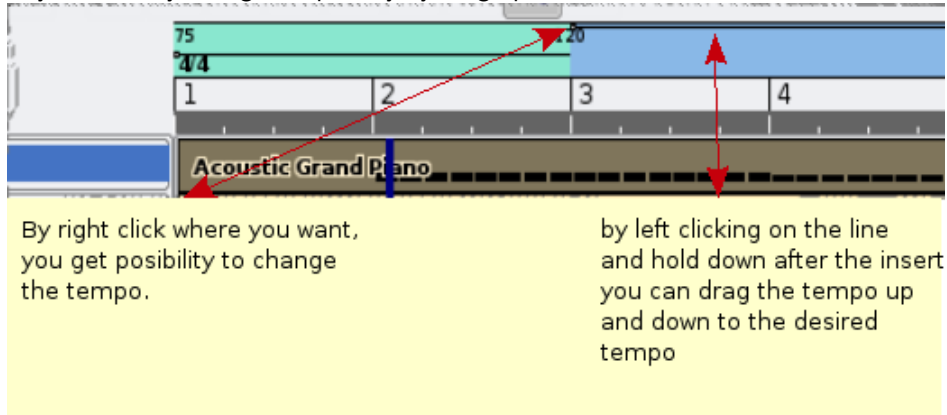 75 120
4/4
1 2 3 4
Acoustic Grand Piano
By right click where you want,
you get posibility to change
the tempo.
by left clicking on the line
and hold down after the insert
you can drag the tempo up
and down to the desired
tempo